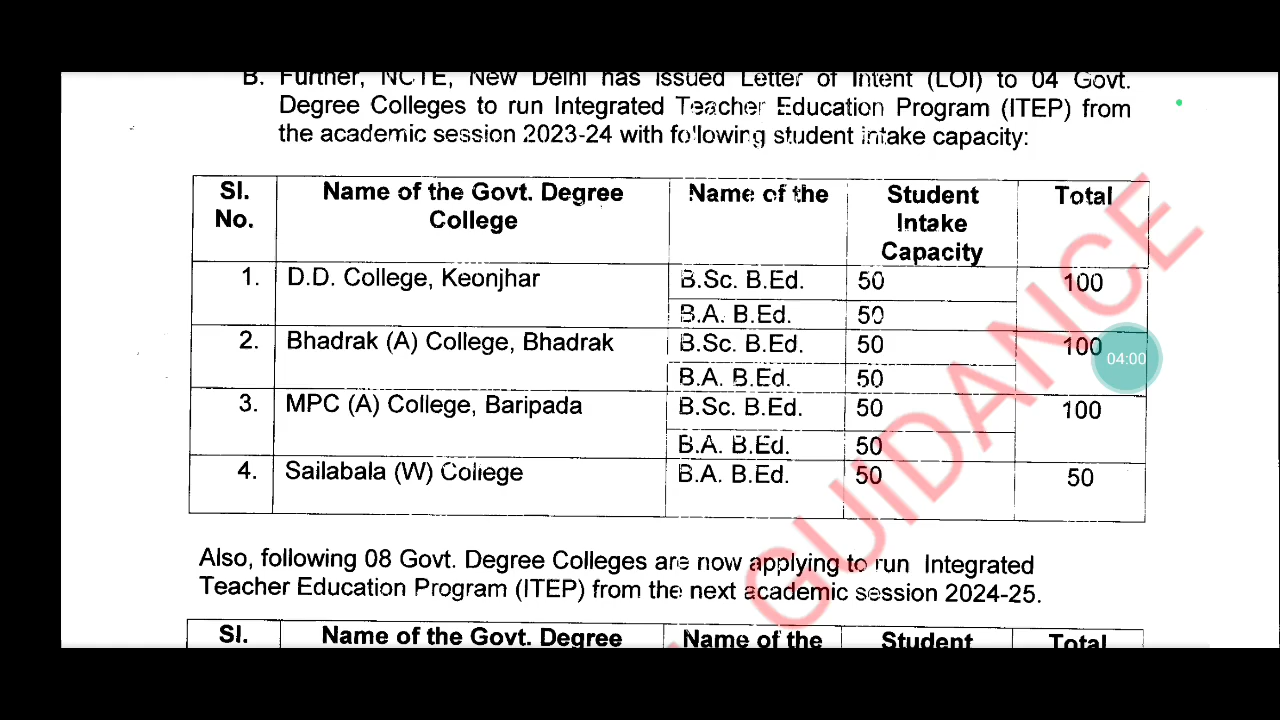 B. Further, NCTE, New Delhi has issued Letter of Intent (LOI) to 04 Govt.
Degree Colleges to run Integrated Teacher Education Program (ITEP) from
the academic session 2023-24 with following student intake capacity:
Sl. No. Name of the Govt. Degree College Name of the Student Intake Capacity Total
1. D.D. College, Keonjhar B.Sc. B.Ed. 50 100
B.A. B.Ed. 50
2. Bhadrak (A) College, Bhadrak B.Sc. B.Ed. 50 100
B.A. B.Ed. 50
3. MPC (A) College, Baripada B.Sc. B.Ed. 50 100
B.A. B.Ed. 50
4. Sailabala (W) College B.A. B.Ed. 50 50
Also, following 08 Govt. Degree Colleges are now applying to run Integrated
Teacher Education Program (ITEP) from the next academic session 2024-25.
Sl. Name of the Govt. Degree Name of the Student Total
GUIDANCE
04:00